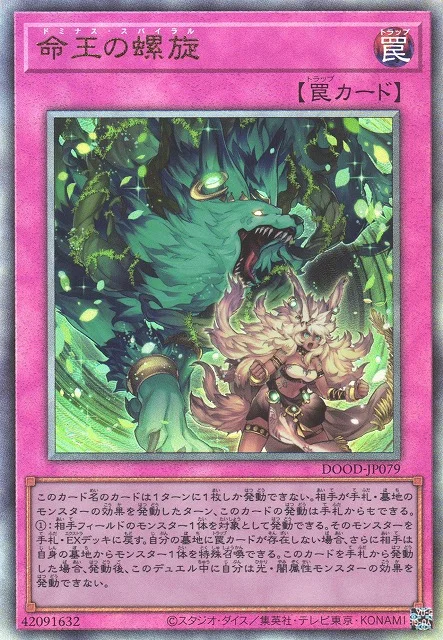 ドミナス・スパイラル
命王の螺旋
トラップ
罠
トラップ
【罠カード】
DOOD-JP079
このカード名のカードは1ターンに1枚しか発動できない。相手が手札・墓地の
モンスターの効果を発動したターン、このカードの発動は手札からもできる。
①:相手フィールドのモンスター1体を対象として発動できる。そのモンスターを
手札・EXデッキに戻す。自分の墓地に罠カードが存在しない場合、さらに相手は
自身の墓地からモンスター1体を特殊召喚できる。このカードを手札から発動
した場合、発動後、このデュエル中に自分は光・闇属性モンスターの効果を
発動できない。
42091632
©スタジオ・ダイス/集英社・テレビ東京・KONAMI